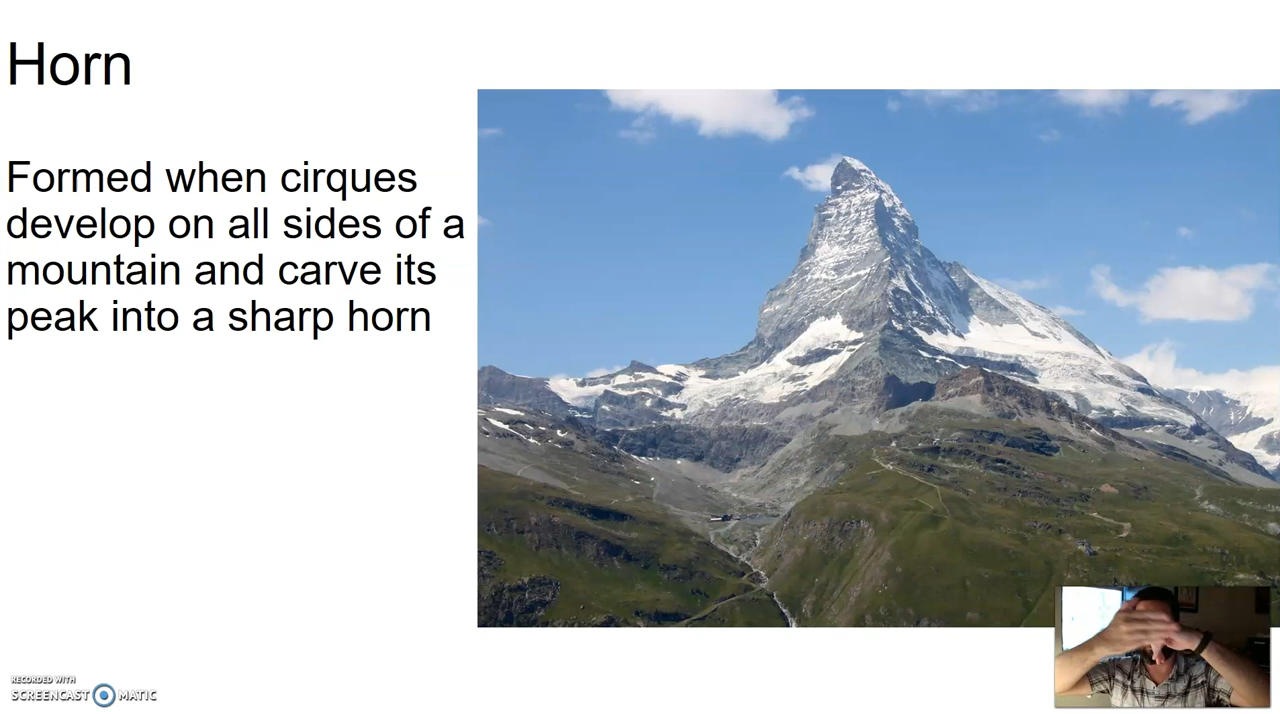 Horn
Formed when cirques
develop on all sides of a
mountain and carve its
peak into a sharp horn
RECORDED WITH
SCREENCAST MATIC